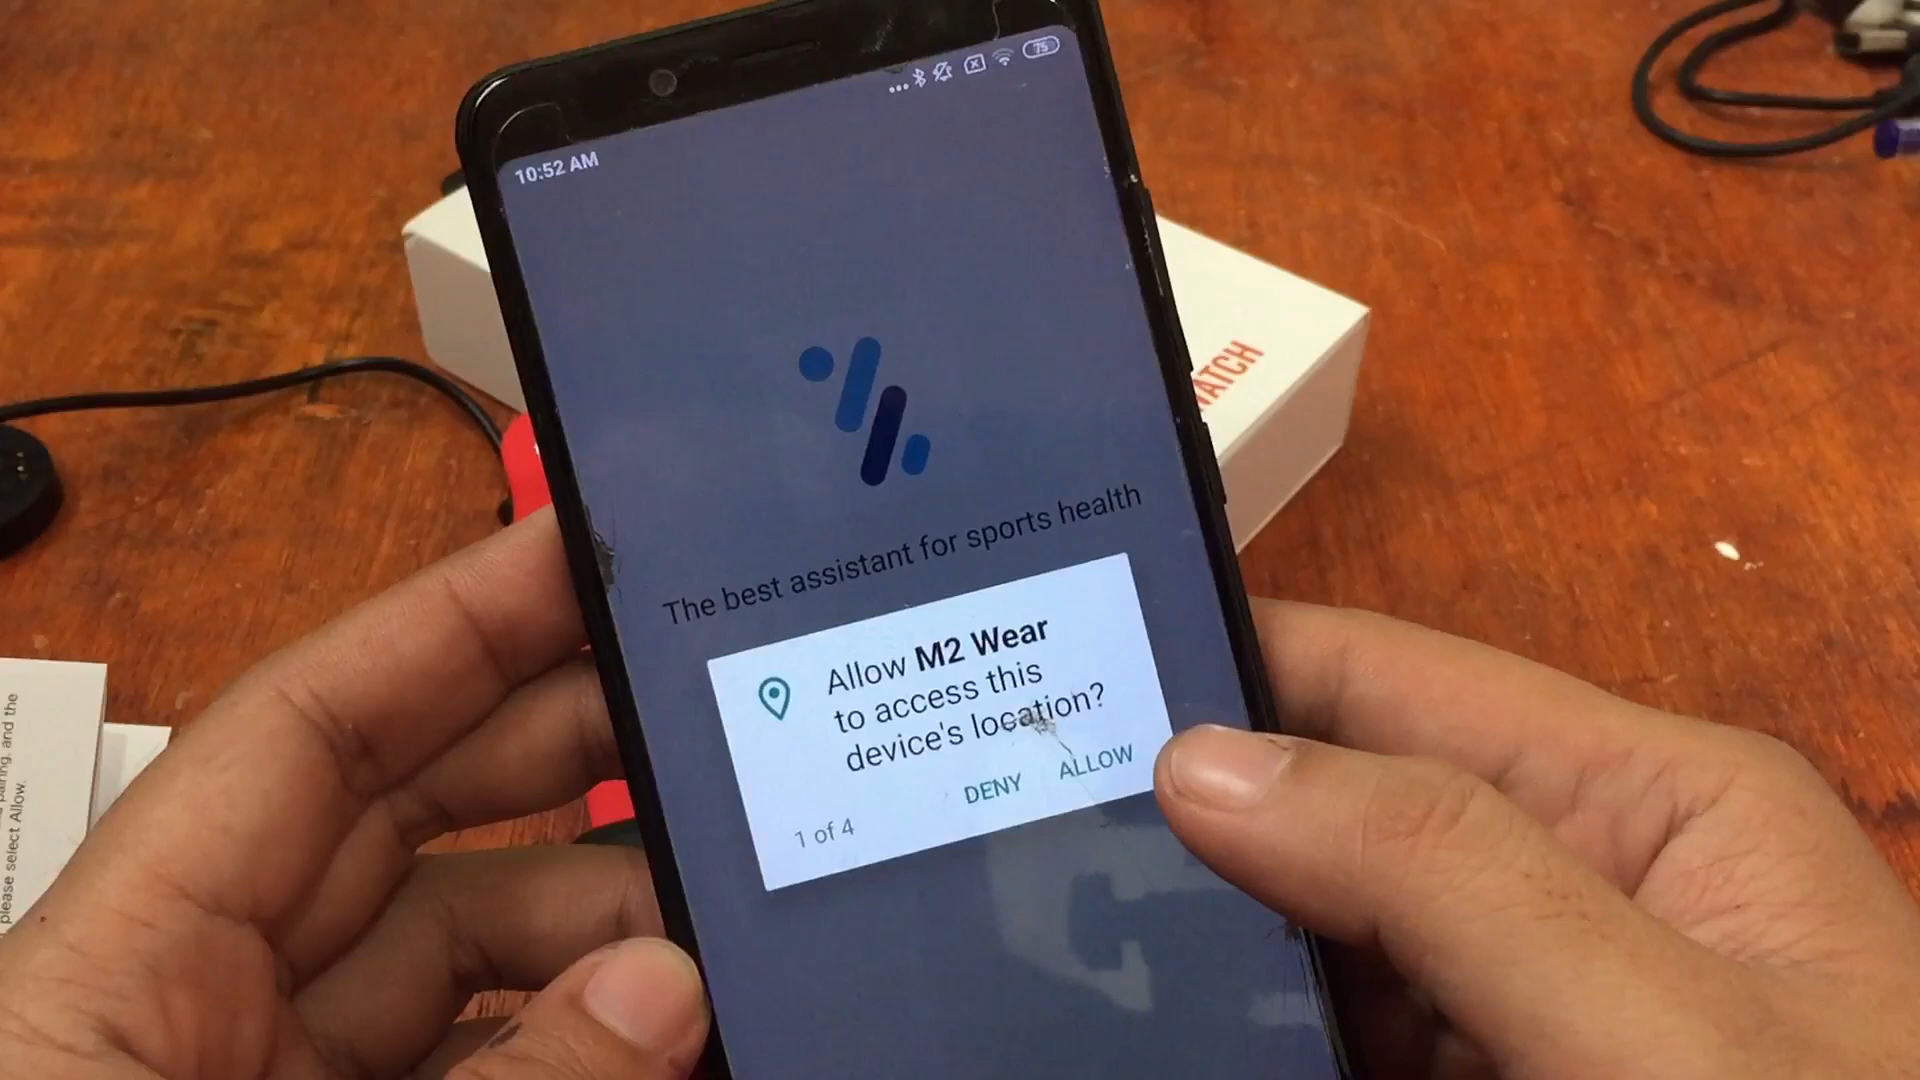 75
10:52 AM
The best assistant for sports health
Allow M2 Wear
to access this
device's location?
DENY ALLOW
1 of 4
pairing, and the
please select Allow.